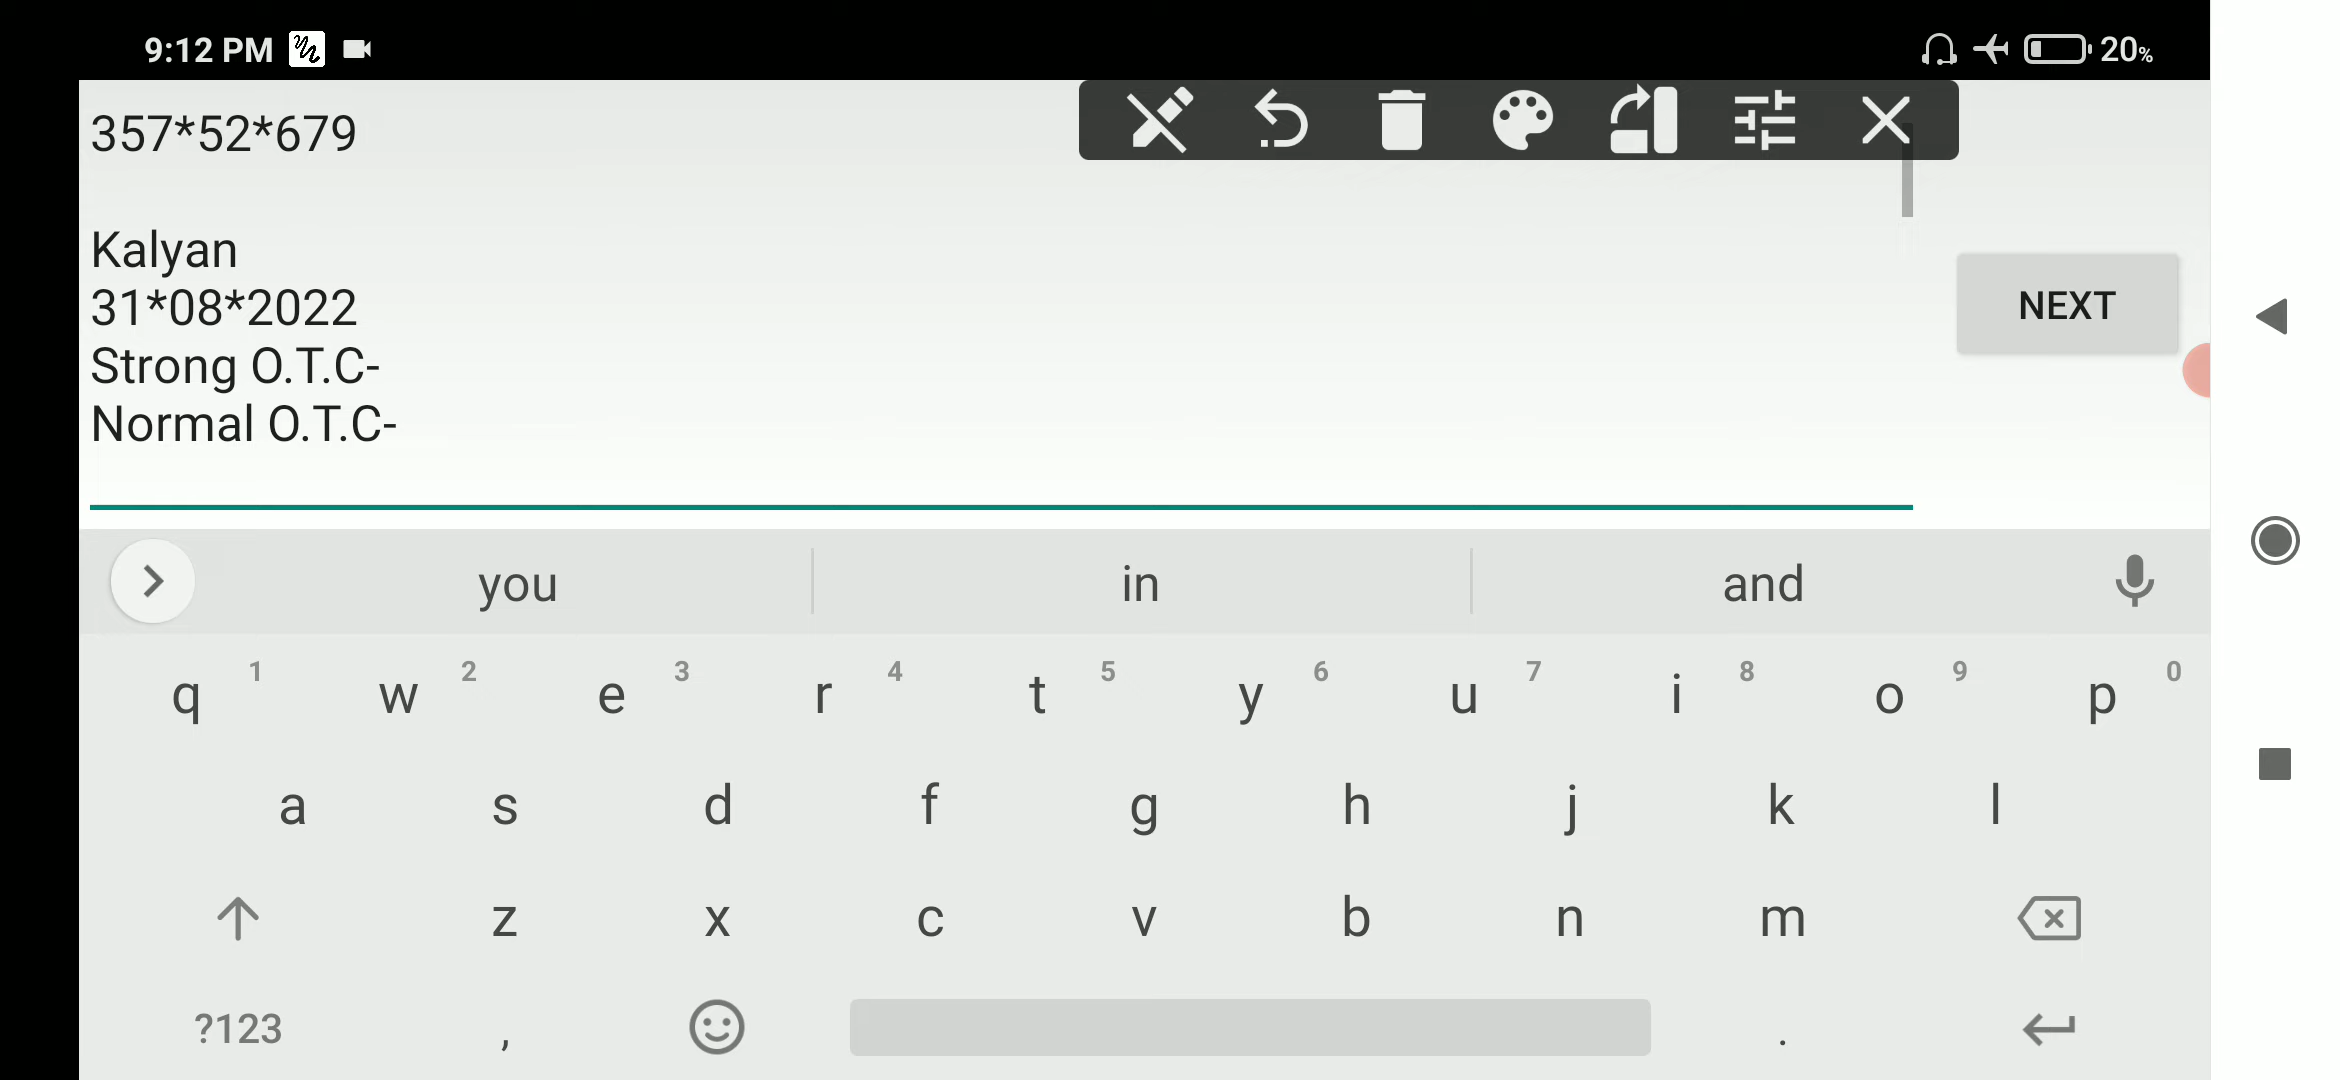 9:12 PM
20%
357*52*679
Kalyan
31*08*2022
Strong O.T.C-
Normal O.T.C-
NEXT
you in and
q 1 w 2 e 3 r 4 t 5 y 6 u 7 i 8 o 9 p 0
a s d f g h j k l
z x c v b n m
?123 , .